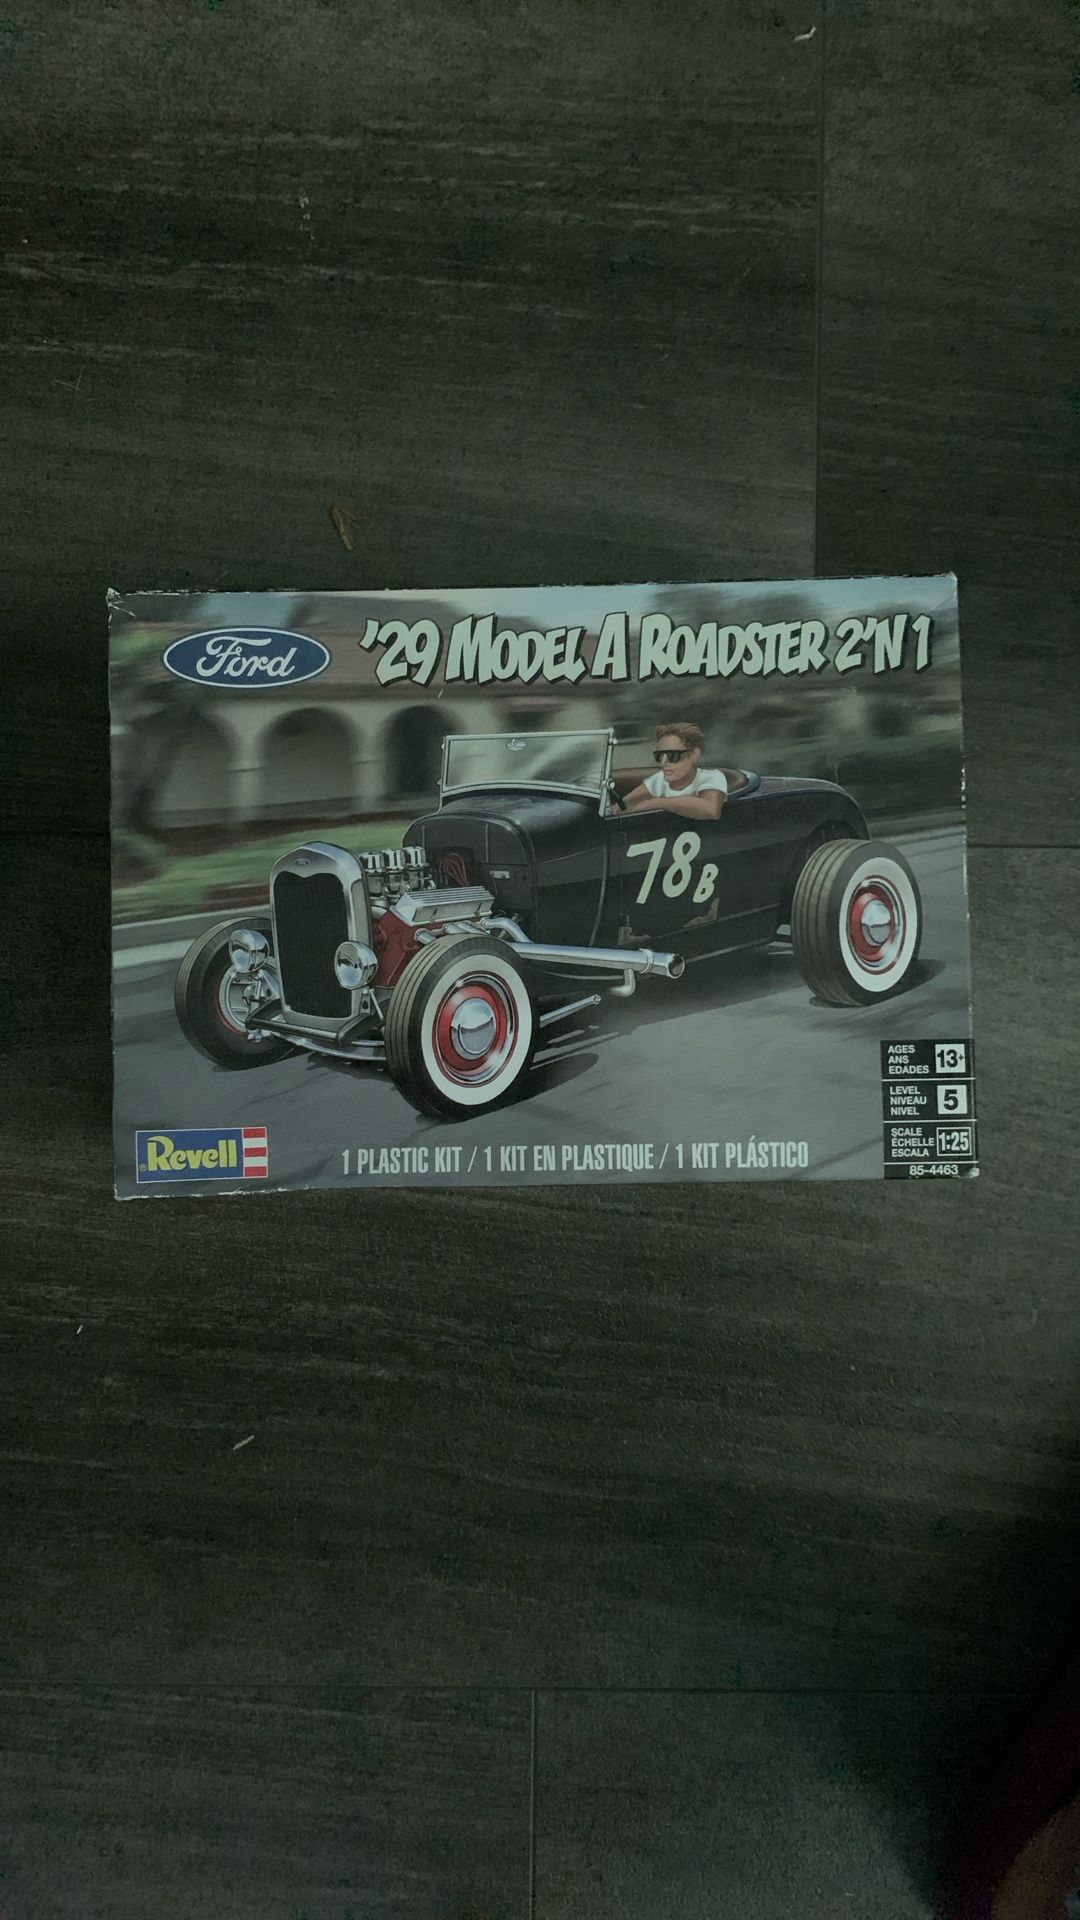 Ford
'29 MODEL A ROADSTER 2'N 1
78B
AGES
ANS
EDADES
13+
LEVEL
NIVEAU
NIVEL
5
SCALE
ÉCHELLE
ESCALA
1:25
85-4463
Revell
1 PLASTIC KIT / 1 KIT EN PLASTIQUE / 1 KIT PLÁSTICO